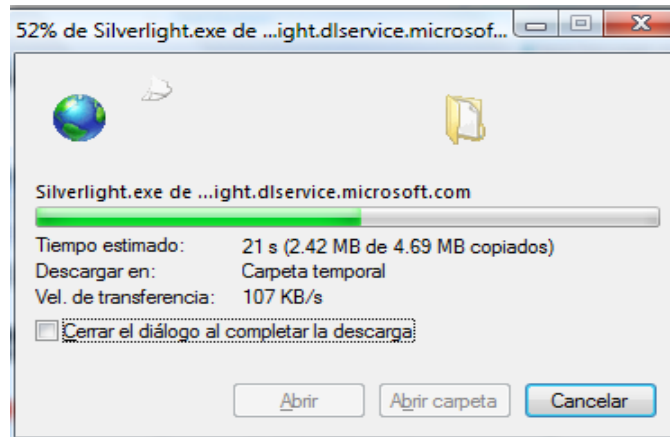 52% de Silverlight.exe de ...ight.dlservice.microsof...
Silverlight.exe de ...ight.dlservice.microsoft.com
Tiempo estimado: 21 s (2.42 MB de 4.69 MB copiados)
Descargar en: Carpeta temporal
Vel. de transferencia: 107 KB/s
Cerrar el diálogo al completar la descarga
Abrir Abrir carpeta Cancelar